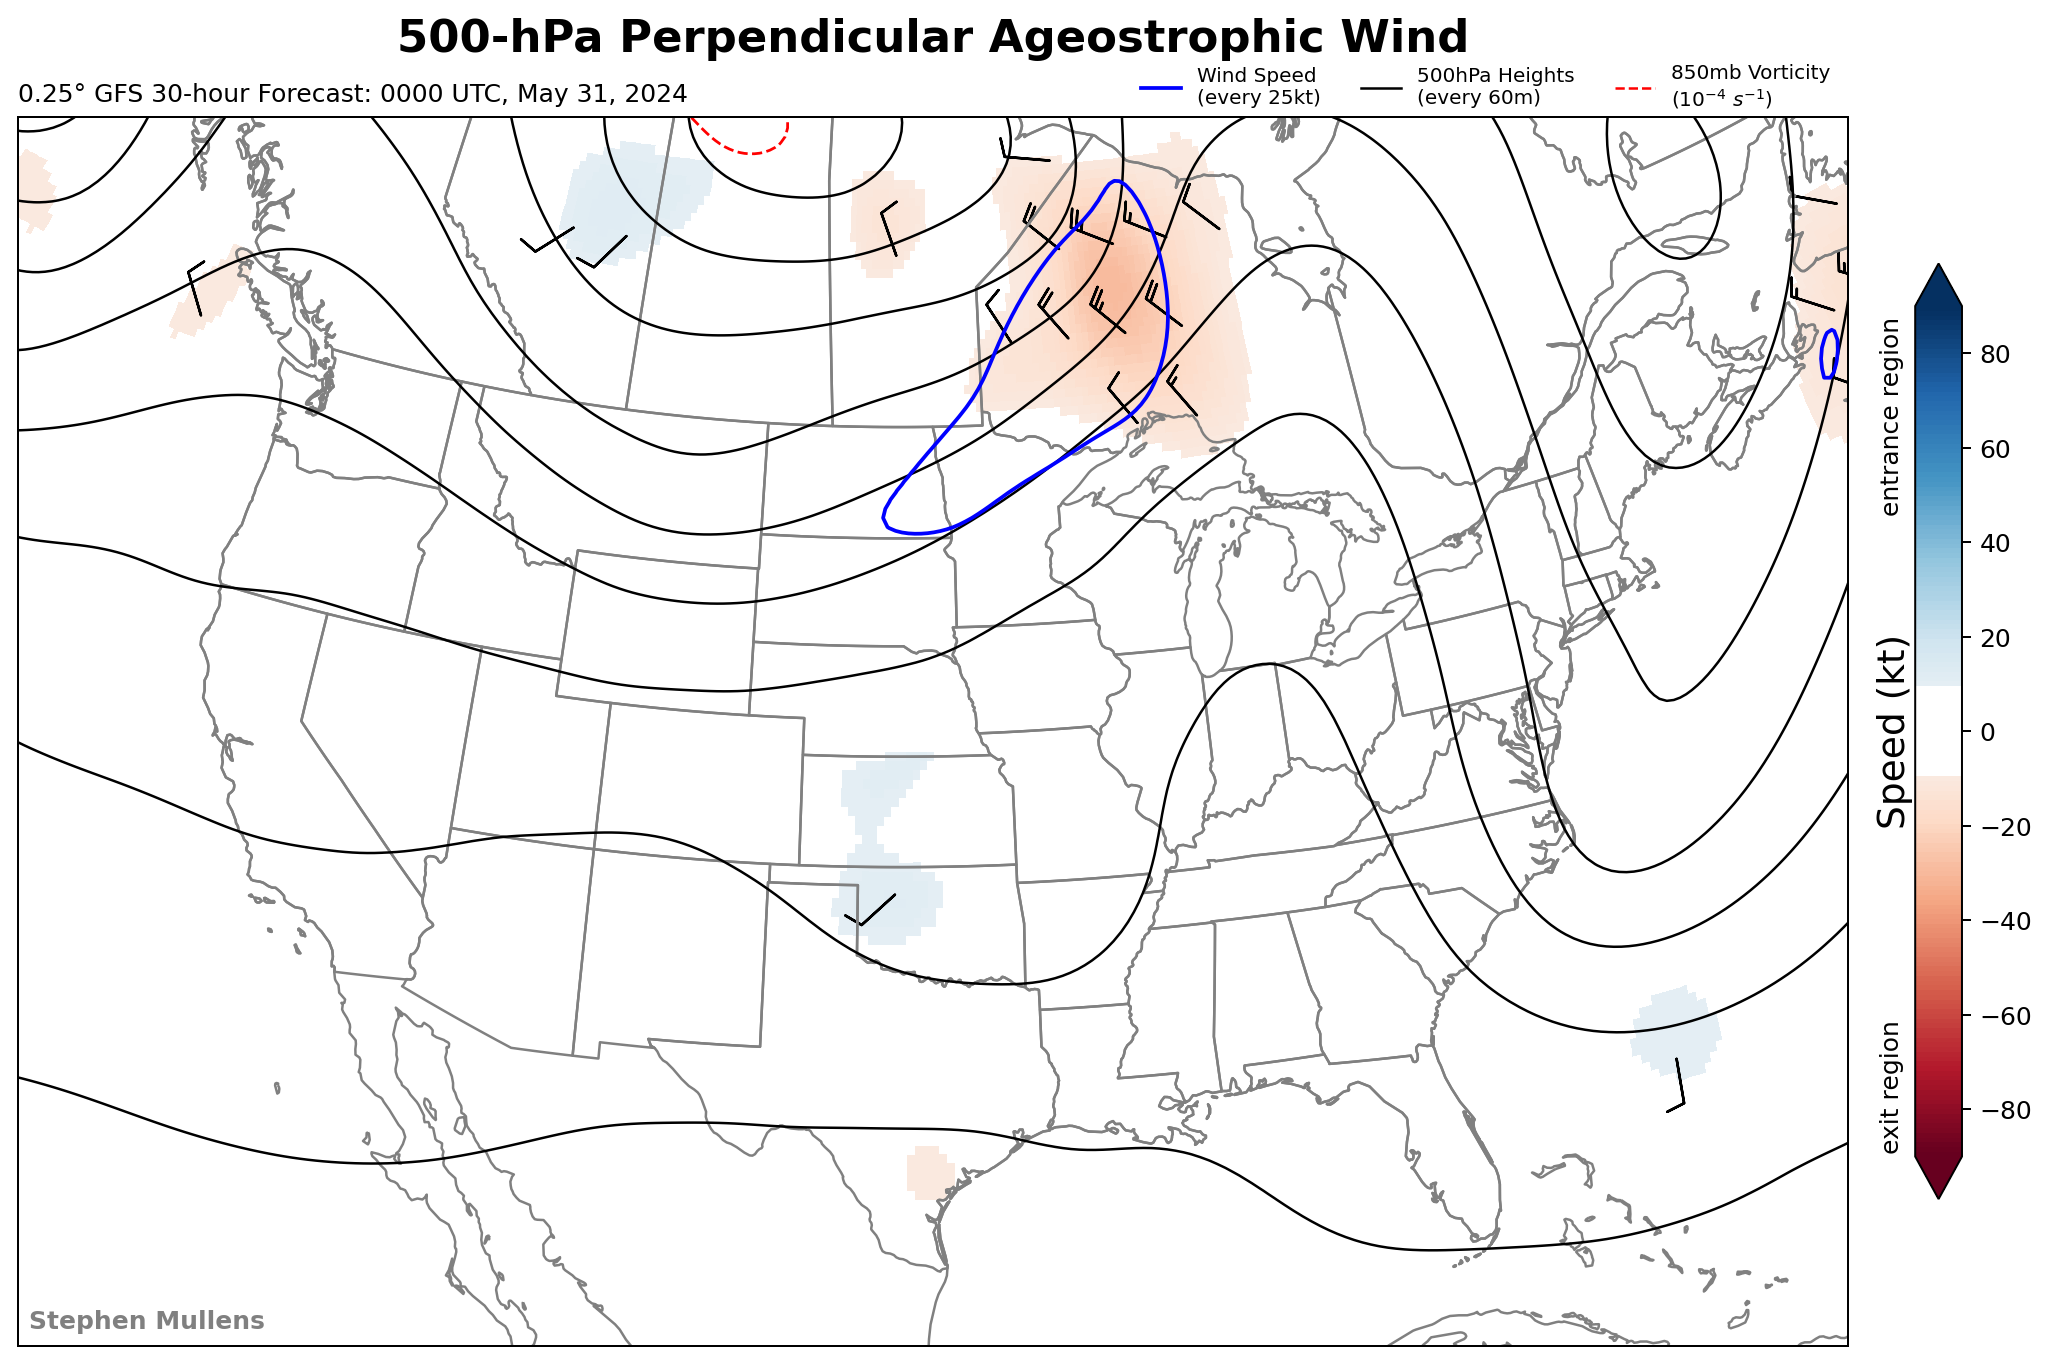 500-hPa Perpendicular Ageostrophic Wind
0.25° GFS 30-hour Forecast: 0000 UTC, May 31, 2024
Wind Speed
(every 25kt)
500hPa Heights
(every 60m)
850mb Vorticity
(10⁻⁴ s⁻¹)
entrance region
Speed (kt)
exit region
80
60
40
20
0
−20
−40
−60
−80
Stephen Mullens